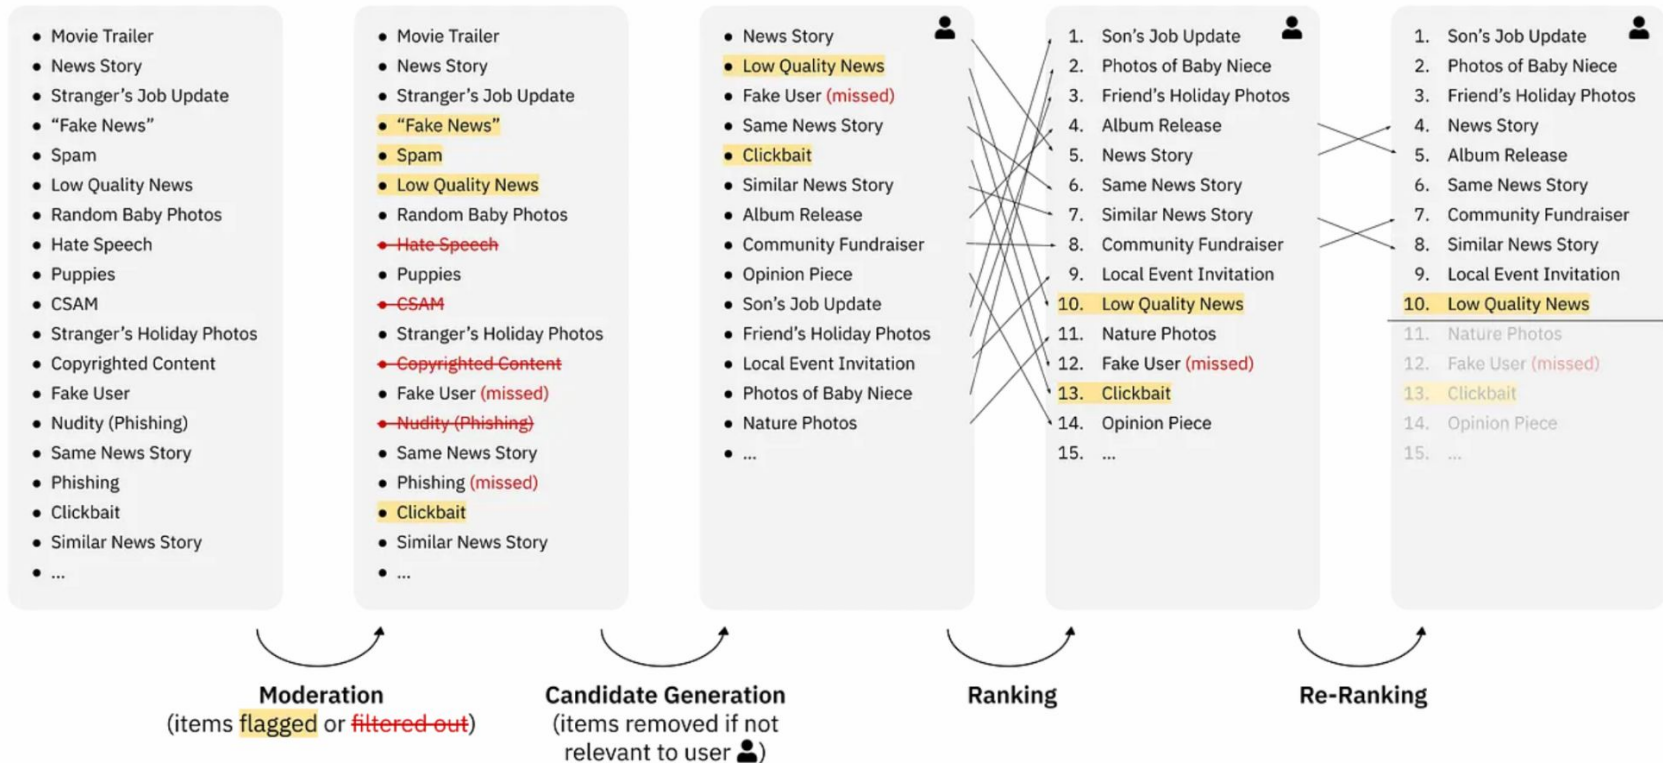 Movie Trailer
News Story
Stranger's Job Update
“Fake News”
Spam
Low Quality News
Random Baby Photos
Hate Speech
Puppies
CSAM
Stranger's Holiday Photos
Copyrighted Content
Fake User
Nudity (Phishing)
Same News Story
Phishing
Clickbait
Similar News Story
...
Movie Trailer
News Story
Stranger's Job Update
“Fake News”
Spam
Low Quality News
Random Baby Photos
Hate Speech
Puppies
CSAM
Stranger's Holiday Photos
Copyrighted Content
Fake User (missed)
Nudity (Phishing)
Same News Story
Phishing (missed)
Clickbait
Similar News Story
...
News Story
Low Quality News
Fake User (missed)
Same News Story
Clickbait
Similar News Story
Album Release
Community Fundraiser
Opinion Piece
Son's Job Update
Friend's Holiday Photos
Local Event Invitation
Photos of Baby Niece
Nature Photos
...
1. Son's Job Update
2. Photos of Baby Niece
3. Friend's Holiday Photos
4. Album Release
5. News Story
6. Same News Story
7. Similar News Story
8. Community Fundraiser
9. Local Event Invitation
10. Low Quality News
11. Nature Photos
12. Fake User (missed)
13. Clickbait
14. Opinion Piece
15. ...
1. Son's Job Update
2. Photos of Baby Niece
3. Friend's Holiday Photos
4. News Story
5. Album Release
6. Same News Story
7. Community Fundraiser
8. Similar News Story
9. Local Event Invitation
10. Low Quality News
11. Nature Photos
12. Fake User (missed)
13. Clickbait
14. Opinion Piece
15. ...
Moderation
(items flagged or filtered out)
Candidate Generation
(items removed if not
relevant to user )
Ranking
Re-Ranking